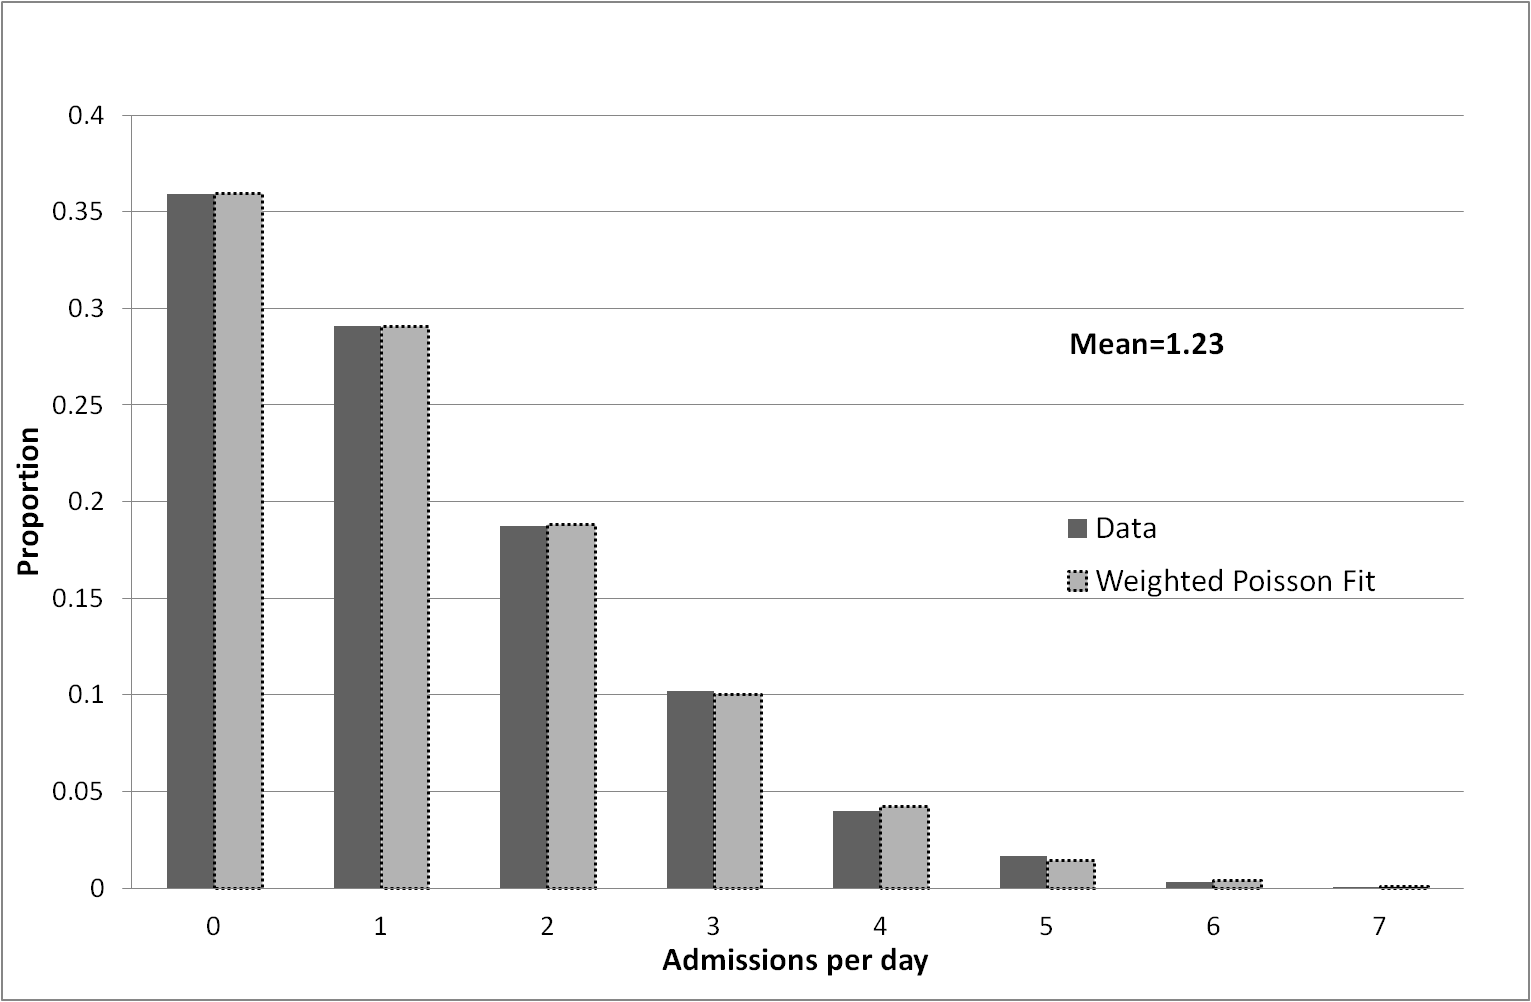 0.4
0.35
0.3
0.25
0.2
0.15
0.1
0.05
0
Proportion
Mean=1.23
Data
Weighted Poisson Fit
0 1 2 3 4 5 6 7
Admissions per day